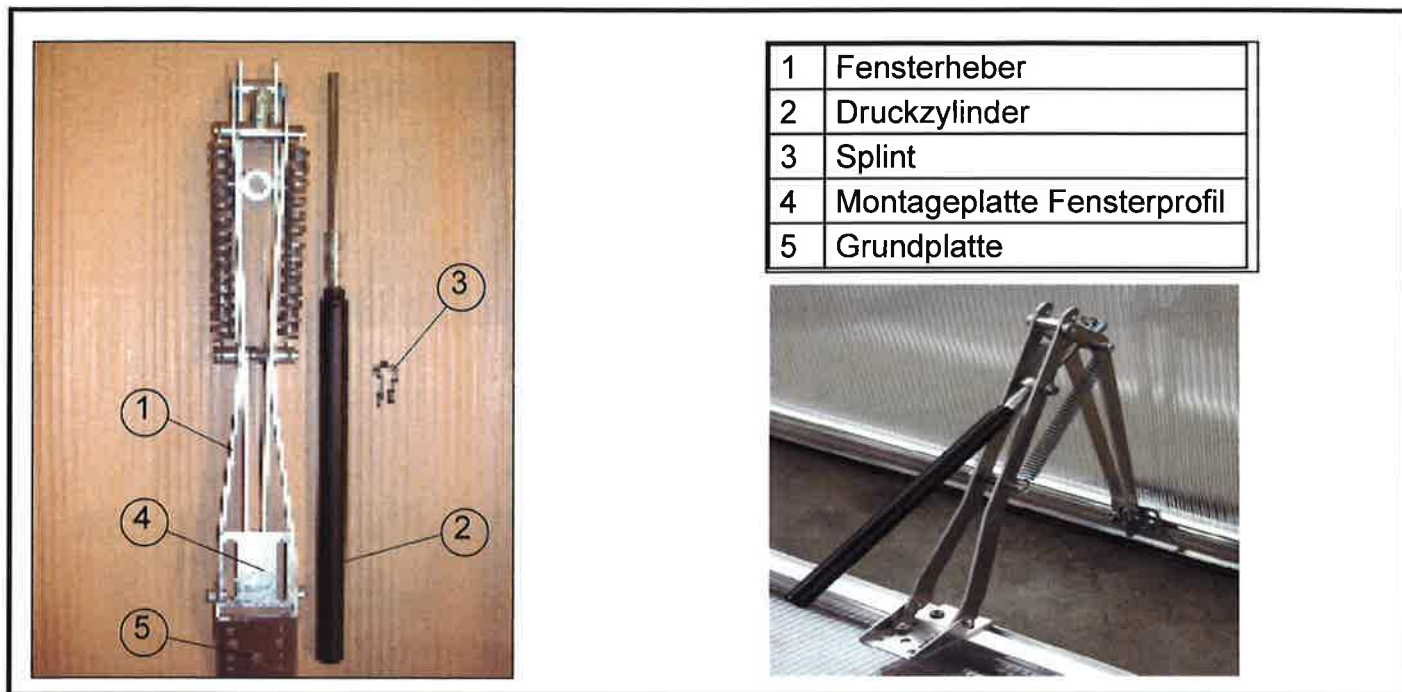 1
2
3
4
5
1 Fensterheber
2 Druckzylinder
3 Splint
4 Montageplatte Fensterprofil
5 Grundplatte